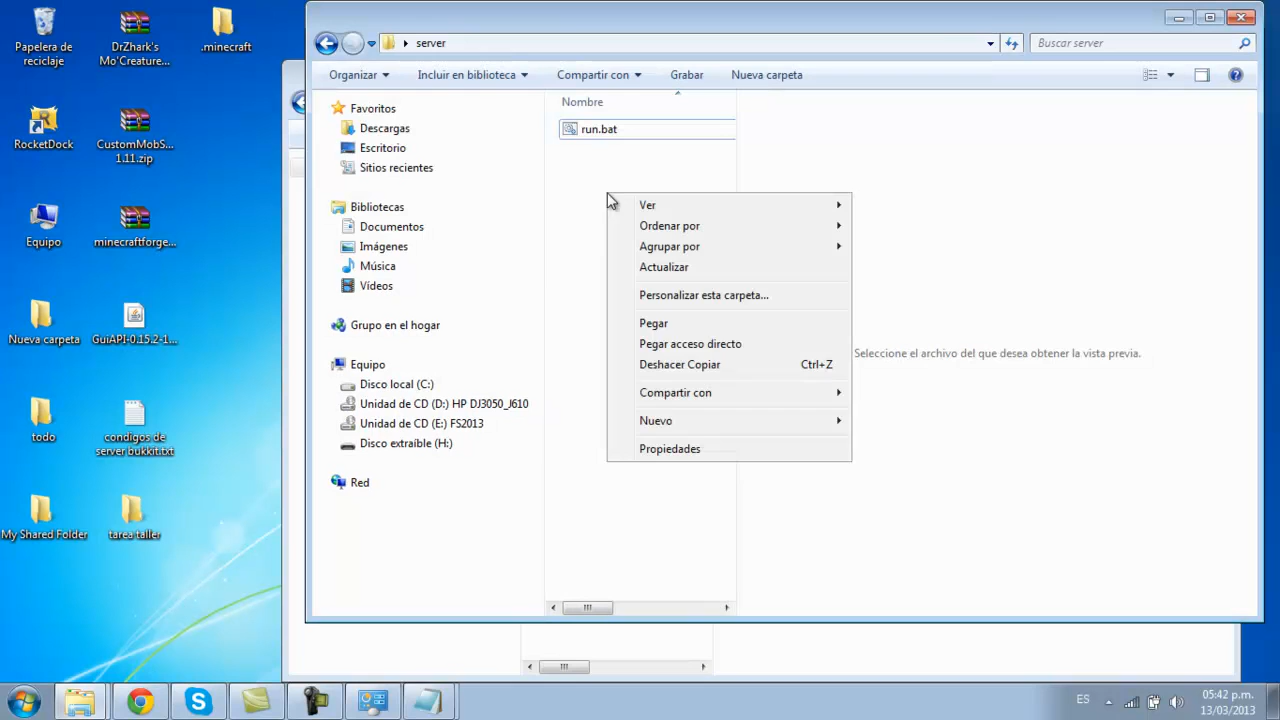 Papelera de
reciclaje
DrZhark's
Mo'Creature...
.minecraft
RocketDock
CustomMobS...
1.11.zip
Equipo
minecraftforge...
Nueva carpeta
GuiAPI-0.15.2-1...
todo
condigos de
server bukkit.txt
My Shared Folder
tarea taller
server
Buscar server
Organizar
Incluir en biblioteca
Compartir con
Grabar
Nueva carpeta
Favoritos
Descargas
Escritorio
Sitios recientes
Bibliotecas
Documentos
Imágenes
Música
Vídeos
Grupo en el hogar
Equipo
Disco local (C:)
Unidad de CD (D:) HP DJ3050_J610
Unidad de CD (E:) FS2013
Disco extraíble (H:)
Red
Nombre
run.bat
Ver
Ordenar por
Agrupar por
Actualizar
Personalizar esta carpeta...
Pegar
Pegar acceso directo
Deshacer Copiar Ctrl+Z
Compartir con
Nuevo
Propiedades
Seleccione el archivo del que desea obtener la vista previa.
ES
05:42 p.m.
13/03/2013